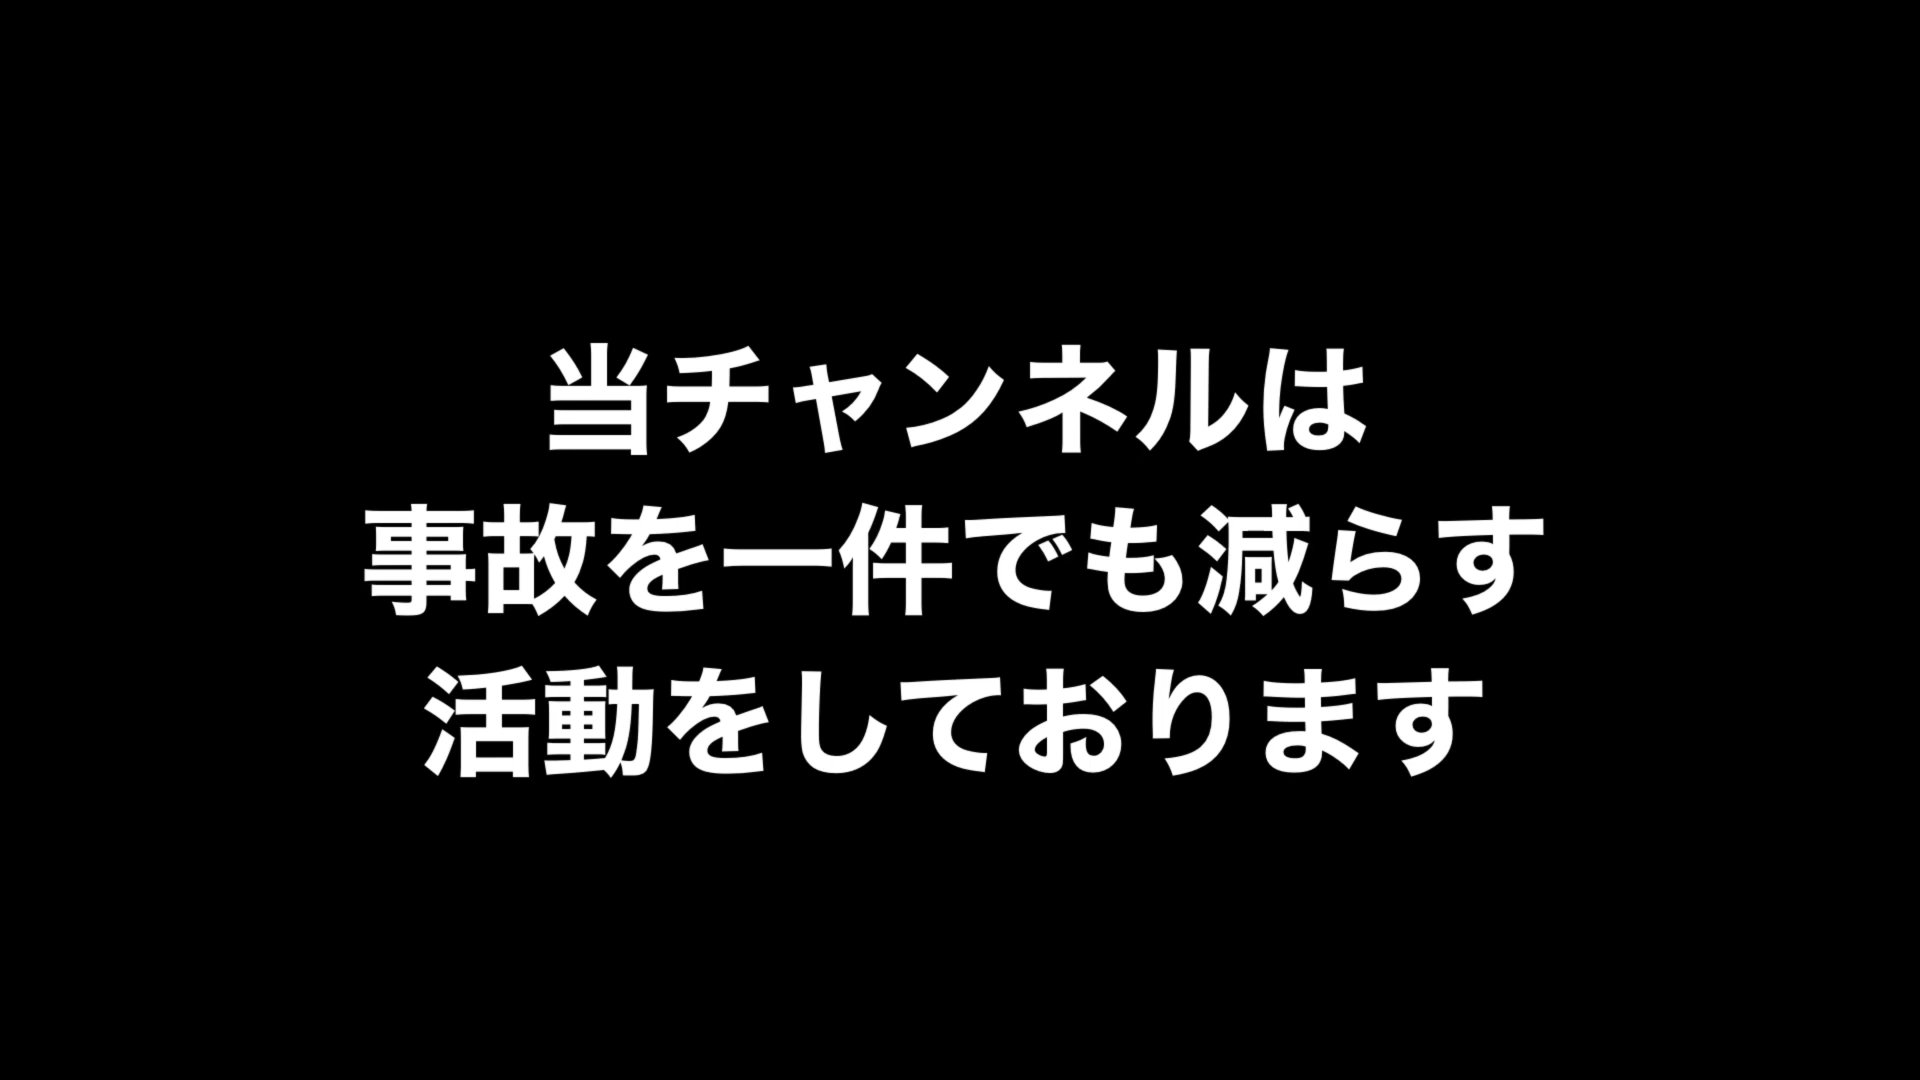 当チャンネルは
事故を一件でも減らす
活動をしております